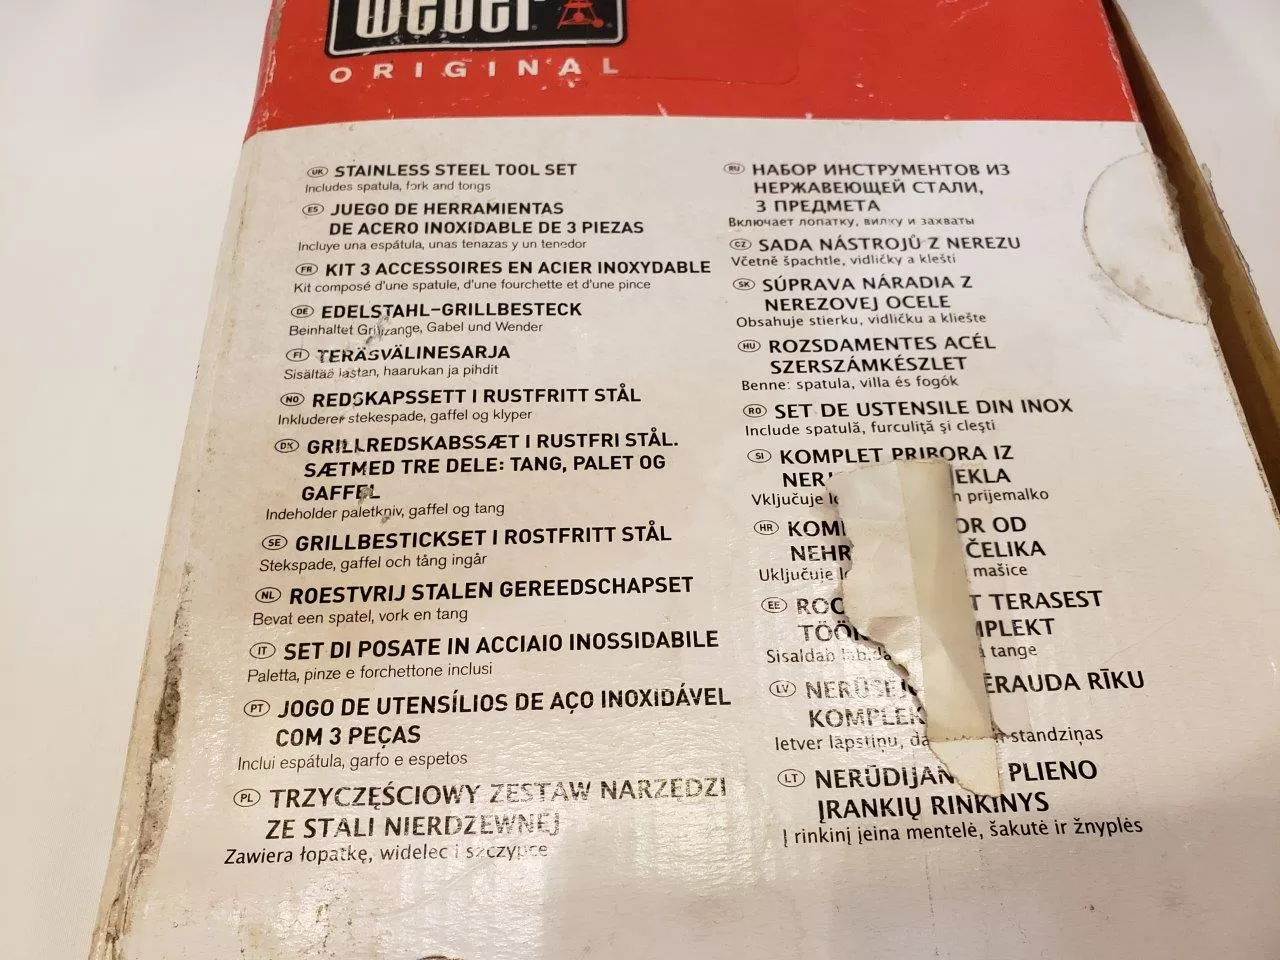 weber
ORIGINAL
UK STAINLESS STEEL TOOL SET
Includes spatula, fork and tongs
ES JUEGO DE HERRAMIENTAS
DE ACERO INOXIDABLE DE 3 PIEZAS
Incluye una espátula, unas tenazas y un tenedor
FR KIT 3 ACCESSOIRES EN ACIER INOXYDABLE
Kit composé d'une spatule, d'une fourchette et d'une pince
DE EDELSTAHL-GRILLBESTECK
Beinhaltet Grillzange, Gabel und Wender
FI TERÄSVÄLINESARJA
Sisältää lastan, haarukan ja pihdit
NO REDSKAPSSETT I RUSTFRITT STÅL
Inkluderer stekespade, gaffel og klyper
DK GRILLREDSKABSSÆT I RUSTFRI STÅL.
SÆTMED TRE DELE: TANG, PALET OG
GAFFEL
Indeholder paletkniv, gaffel og tang
SE GRILLBESTICKSET I ROSTFRITT STÅL
Stekspade, gaffel och tång ingår
NL ROESTVRIJ STALEN GEREEDSCHAPSET
Bevat een spatel, vork en tang
IT SET DI POSATE IN ACCIAIO INOSSIDABILE
Paletta, pinze e forchettone inclusi
PT JOGO DE UTENSÍLIOS DE AÇO INOXIDÁVEL
COM 3 PEÇAS
Inclui espátula, garfo e espetos
PL TRZYCZĘŚCIOWY ZESTAW NARZĘDZI
ZE STALI NIERDZEWNEJ
Zawiera łopatkę, widelec i szczypce
RU НАБОР ИНСТРУМЕНТОВ ИЗ
НЕРЖАВЕЮЩЕЙ СТАЛИ,
3 ПРЕДМЕТА
Включает лопатку, вилку и захваты
CZ SADA NÁSTROJŮ Z NEREZU
Včetně špachtle, vidličky a klešti
SK SÚPRAVA NÁRADIA Z
NEREZOVEJ OCELE
Obsahuje stierku, vidličku a kliešte
HU ROZSDAMENTES ACÉL
SZERSZÁMKÉSZLET
Benne: spatula, villa és fogók
RO SET DE USTENSILE DIN INOX
Include spatulă, furculiţă şi cleşti
SI KOMPLET PRIBORA IZ
Vključuje prijemalko
HR OD
ČELIKA
Uključuje mašice
EE TERASEST
Sisaldab tange
LV RĪKU
Ietver lāpstiņu, standziņas
LT PLIENO
ĮRANKIŲ RINKINYS
Į rinkinį įeina mentelė, šakutė ir žnyplės